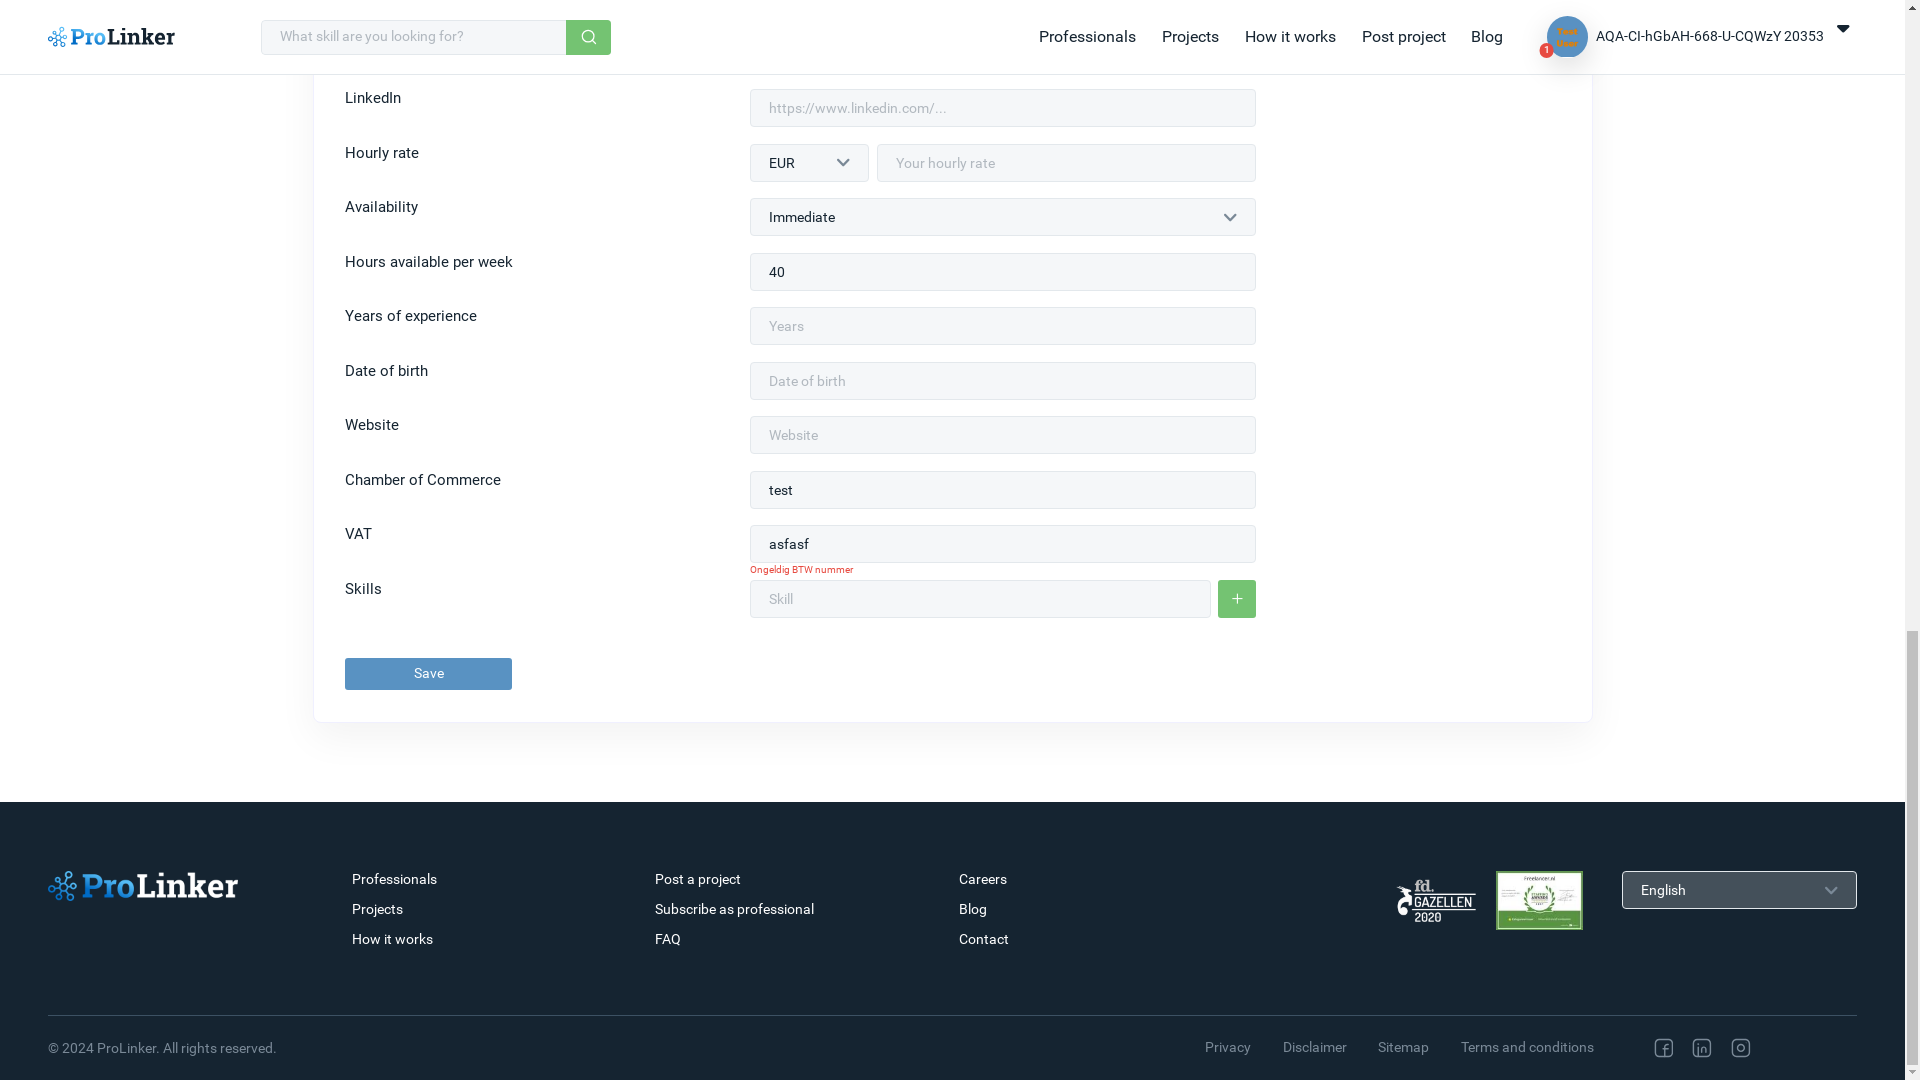 ProLinker
What skill are you looking for?
Professionals
Projects
How it works
Post project
Blog
Test
User
1
AQA-CI-hGbAH-668-U-CQWzY 20353
LinkedIn
https://www.linkedin.com/...
Hourly rate
EUR
Your hourly rate
Availability
Immediate
Hours available per week
40
Years of experience
Years
Date of birth
Date of birth
Website
Website
Chamber of Commerce
test
VAT
asfasf
Ongeldig BTW nummer
Skills
Skill
Save
ProLinker
Professionals
Projects
How it works
Post a project
Subscribe as professional
FAQ
Careers
Blog
Contact
fd.
GAZELLEN
2020
Freelancer.nl
English
© 2024 ProLinker. All rights reserved.
Privacy
Disclaimer
Sitemap
Terms and conditions